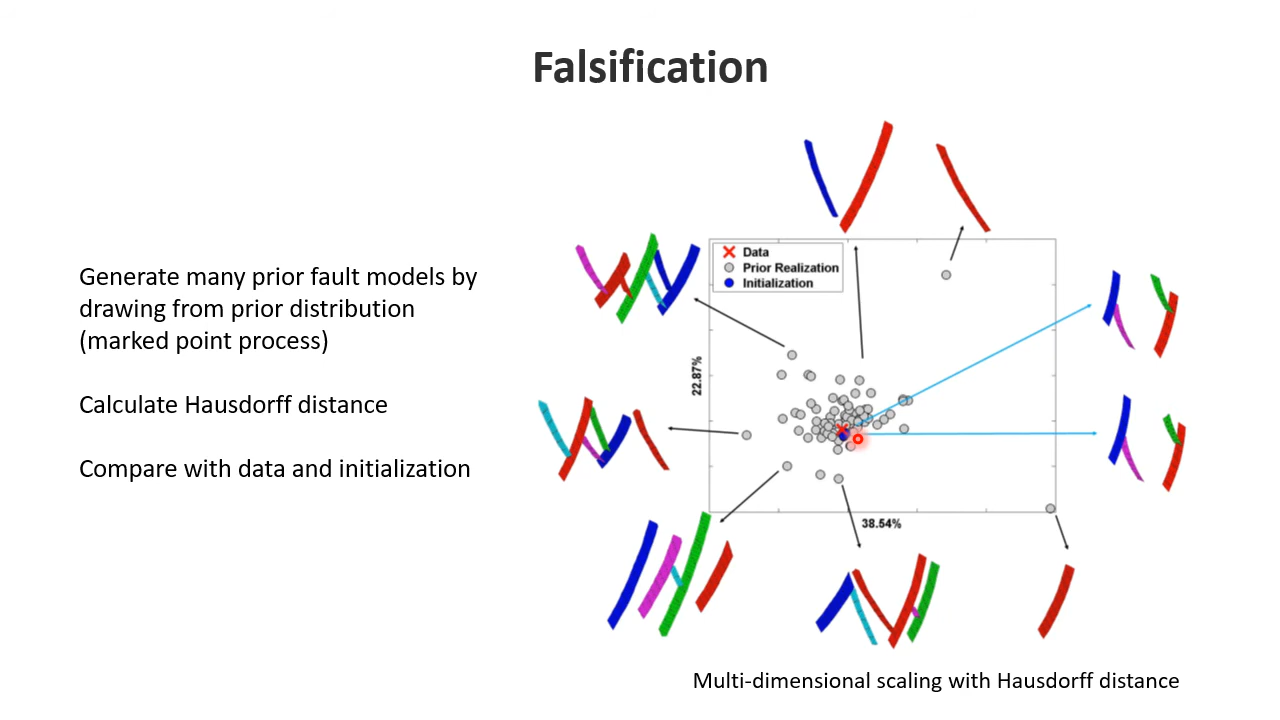 Falsification
Generate many prior fault models by
drawing from prior distribution
(marked point process)
Calculate Hausdorff distance
Compare with data and initialization
Data
Prior Realization
Initialization
22.87%
38.54%
Multi-dimensional scaling with Hausdorff distance